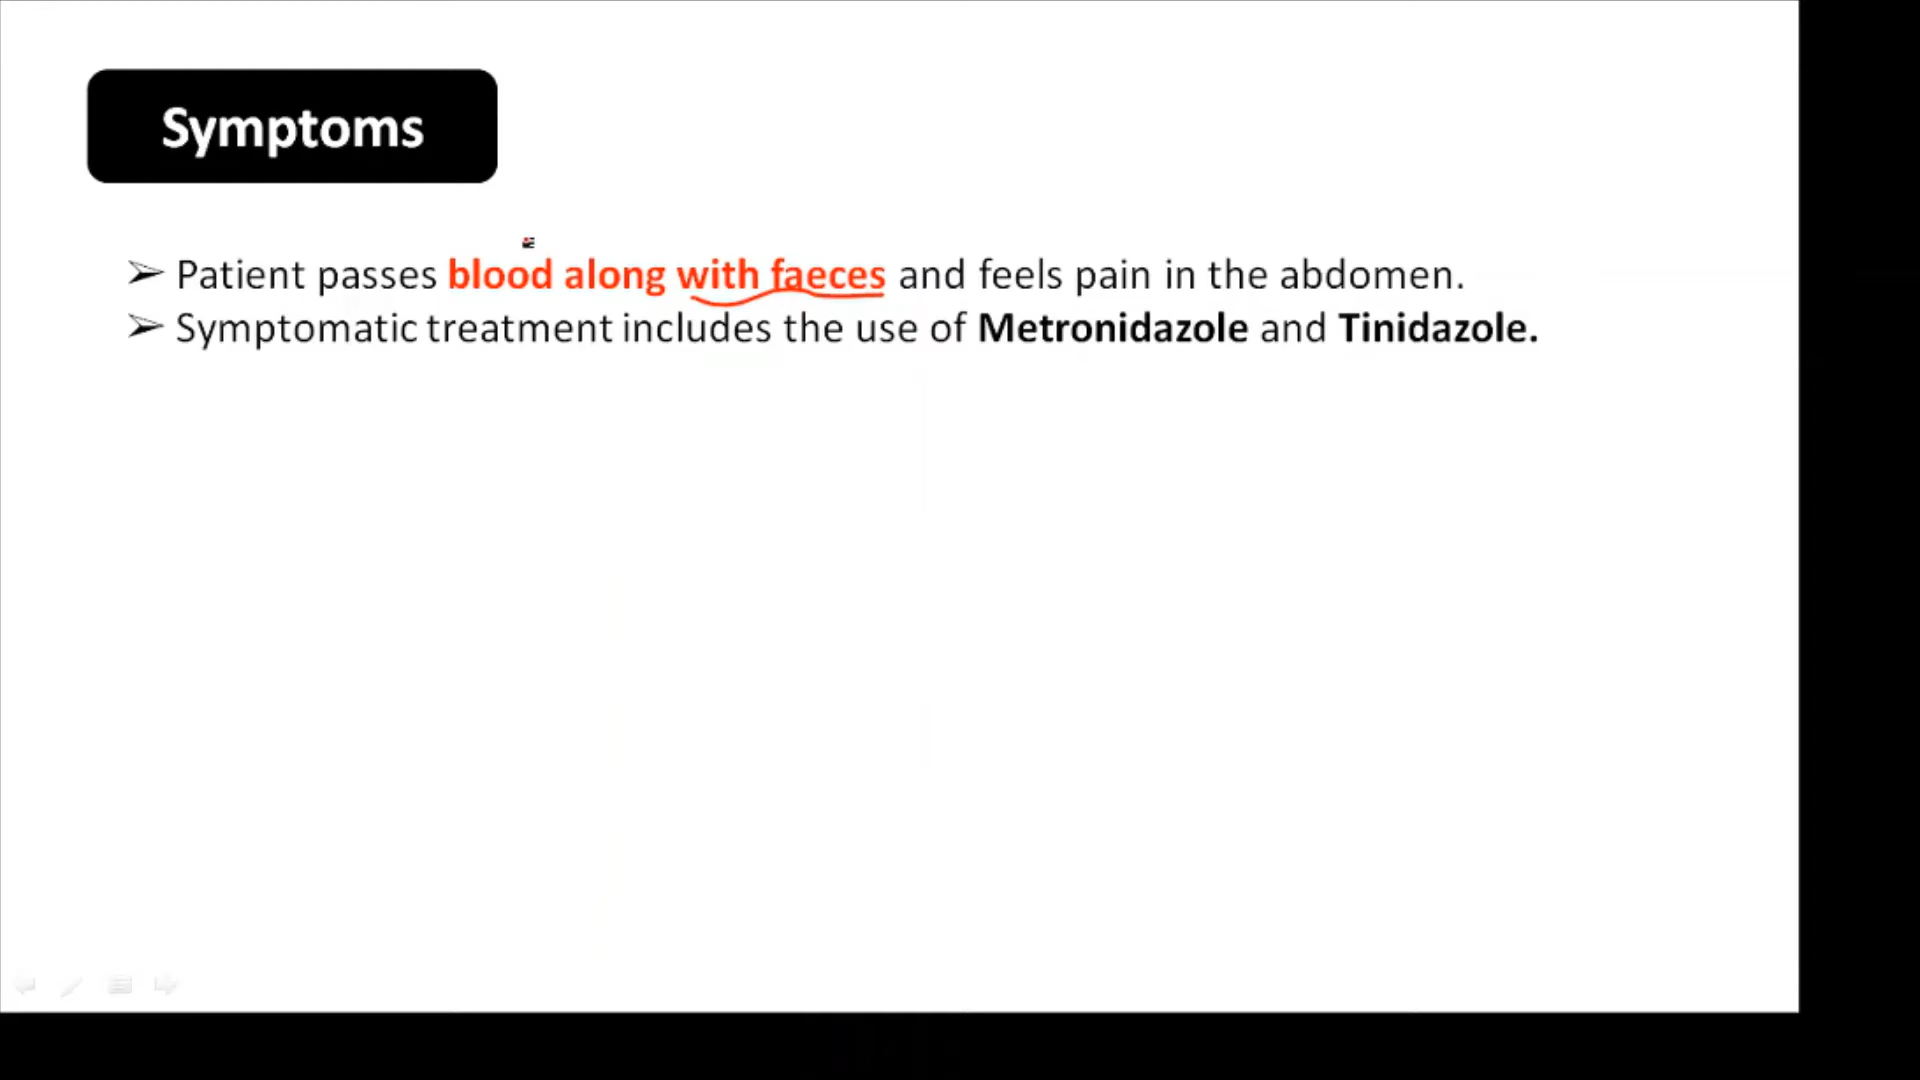 Symptoms
➢ Patient passes blood along with faeces and feels pain in the abdomen.
➢ Symptomatic treatment includes the use of Metronidazole and Tinidazole.